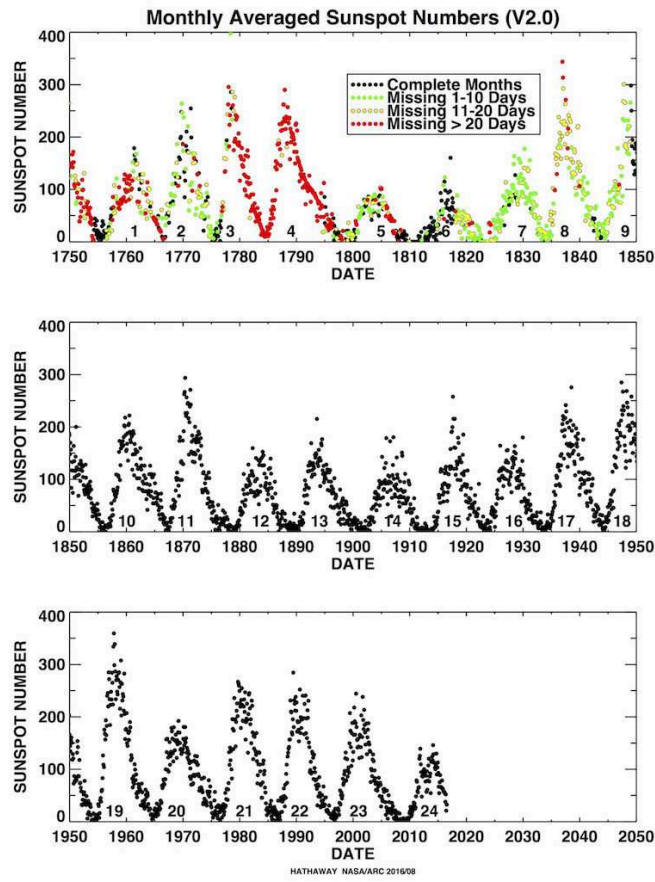 Monthly Averaged Sunspot Numbers (V2.0)
SUNSPOT NUMBER
400
300
200
100
0
Complete Months
Missing 1-10 Days
Missing 11-20 Days
Missing > 20 Days
1 2 3 4 5 6 7 8 9
1750 1760 1770 1780 1790 1800 1810 1820 1830 1840 1850
DATE
SUNSPOT NUMBER
400
300
200
100
0
10 11 12 13 14 15 16 17 18
1850 1860 1870 1880 1890 1900 1910 1920 1930 1940 1950
DATE
SUNSPOT NUMBER
400
300
200
100
0
19 20 21 22 23 24
1950 1960 1970 1980 1990 2000 2010 2020 2030 2040 2050
DATE
HATHAWAY NASA/ARC 2016/08